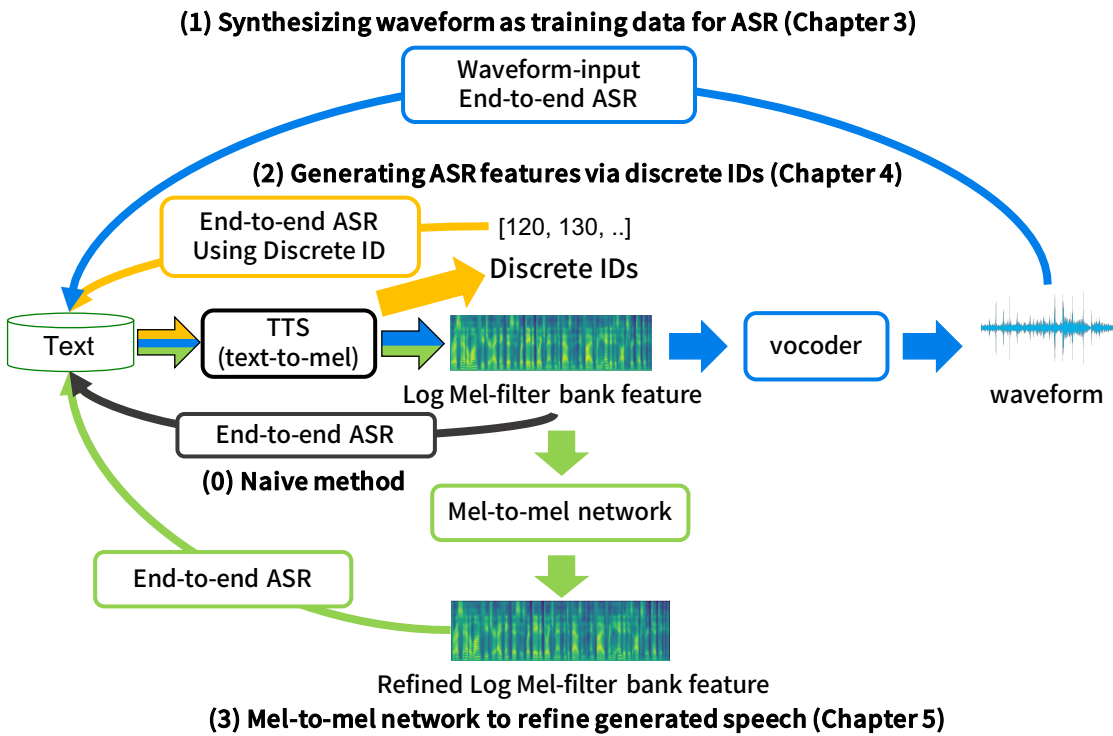 (1) Synthesizing waveform as training data for ASR (Chapter 3)
Waveform-input
End-to-end ASR
(2) Generating ASR features via discrete IDs (Chapter 4)
End-to-end ASR
Using Discrete ID
[120, 130, ..]
Discrete IDs
Text
TTS
(text-to-mel)
vocoder
Log Mel-filter bank feature
waveform
End-to-end ASR
(0) Naive method
Mel-to-mel network
End-to-end ASR
Refined Log Mel-filter bank feature
(3) Mel-to-mel network to refine generated speech (Chapter 5)